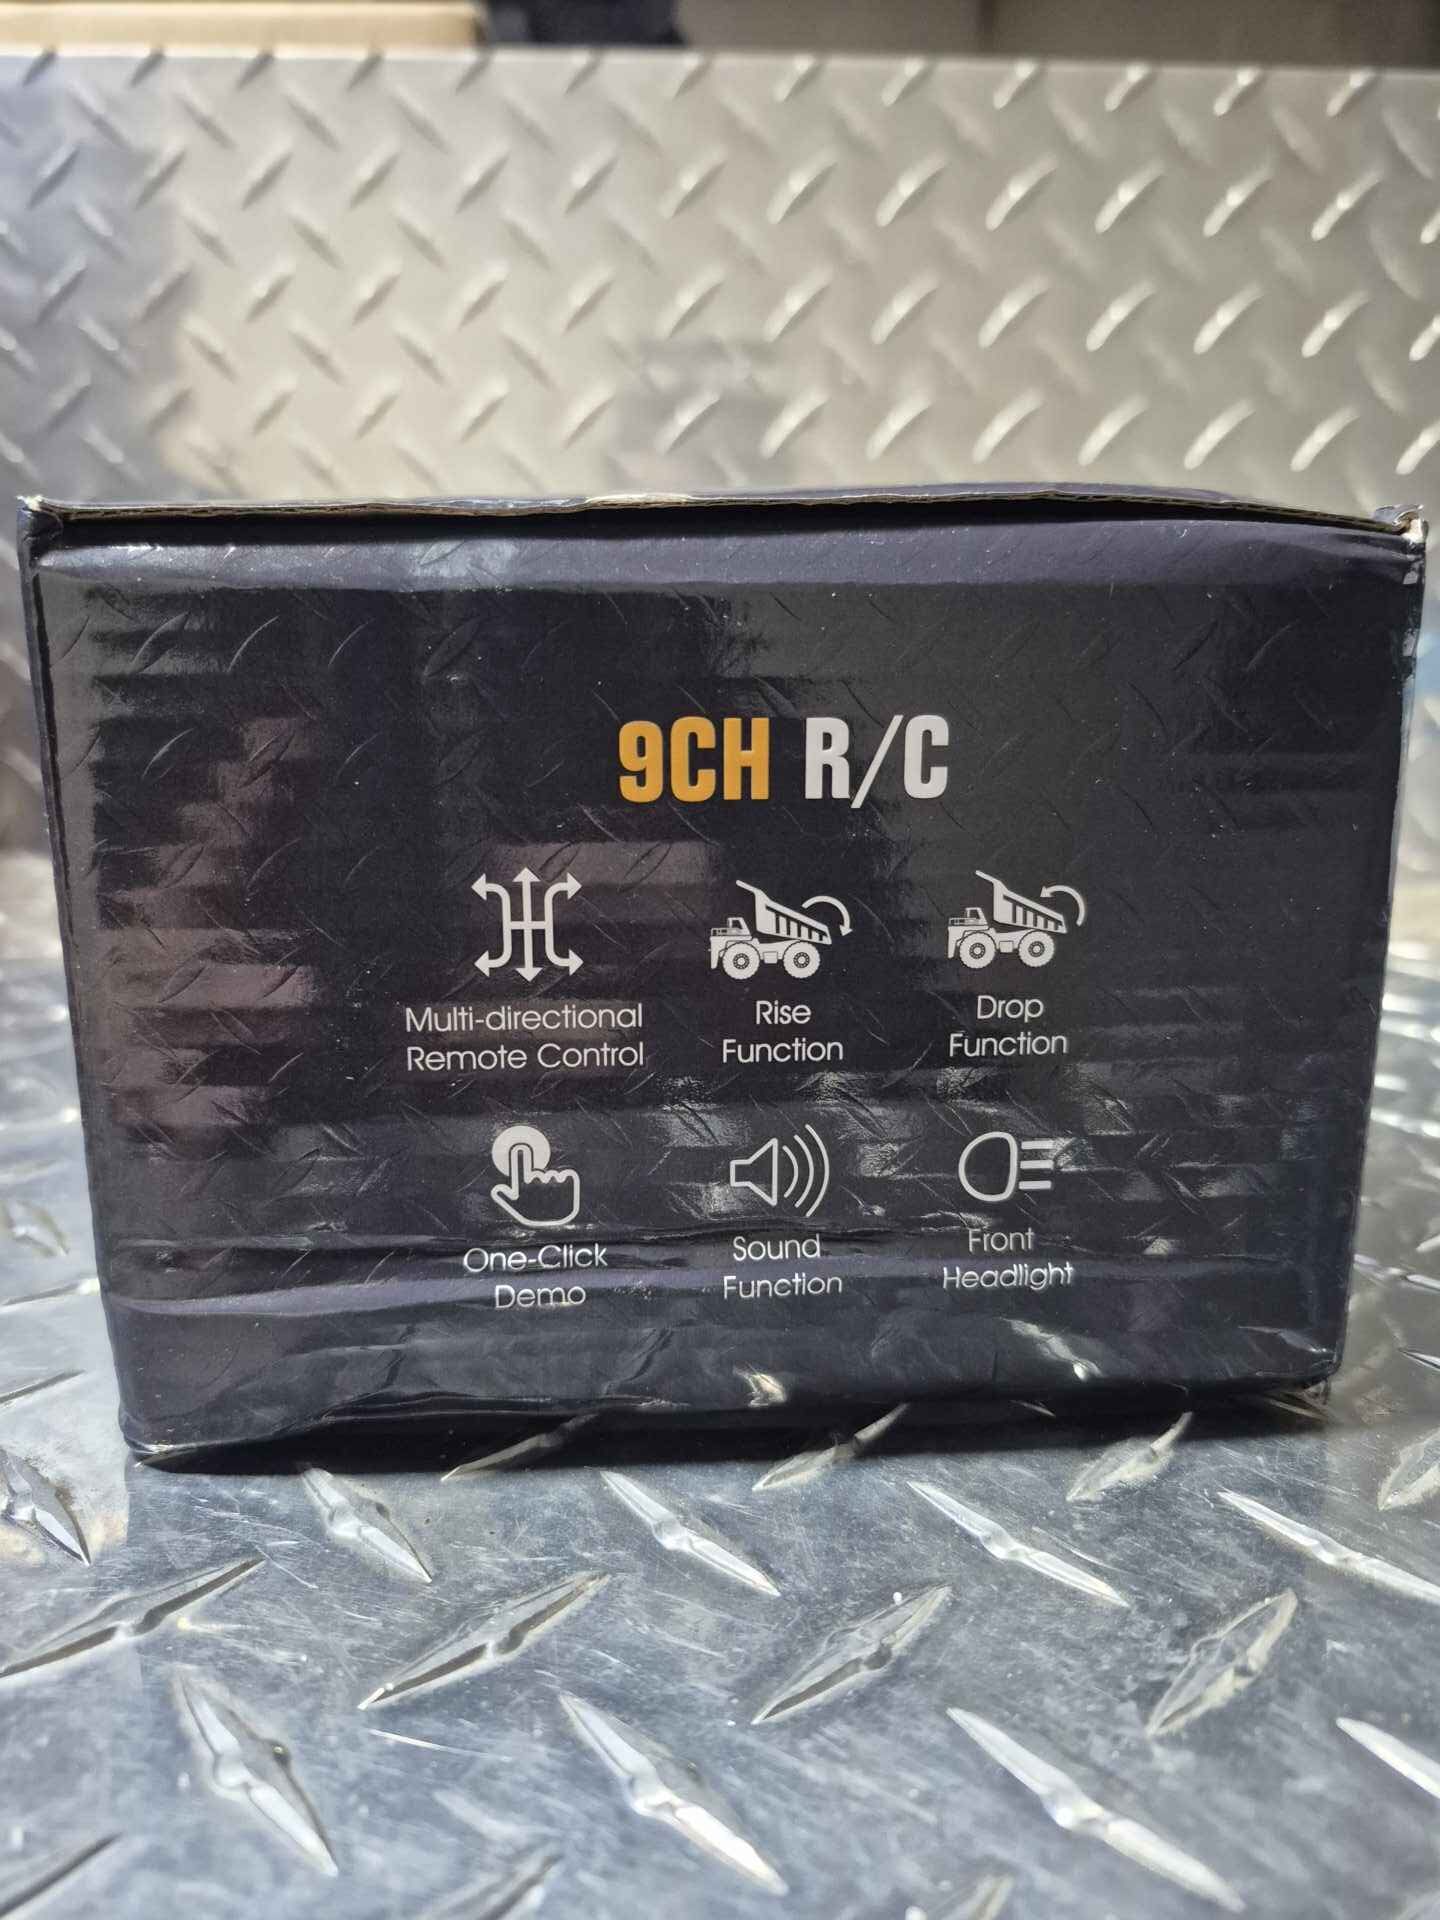 9CH R/C
Multi-directional
Remote Control
Rise
Function
Drop
Function
One-Click
Demo
Sound
Function
Front
Headlight